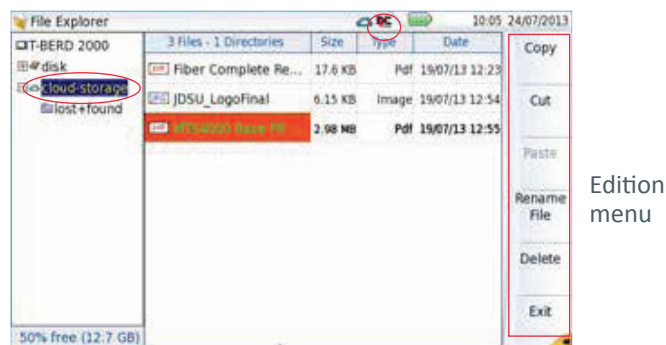 File Explorer 10:05 24/07/2013
T-BERD 2000
disk
cloud-storage
lost+found
50% free (12.7 GB)
3 Files - 1 Directories Size Type Date
Fiber Complete Re... 17.6 KB Pdf 19/07/13 12:23
JDSU_LogoFinal 6.15 KB Image 19/07/13 12:54
2.98 MB Pdf 19/07/13 12:55
Copy
Cut
Paste
Rename
File
Delete
Exit
Edition
menu